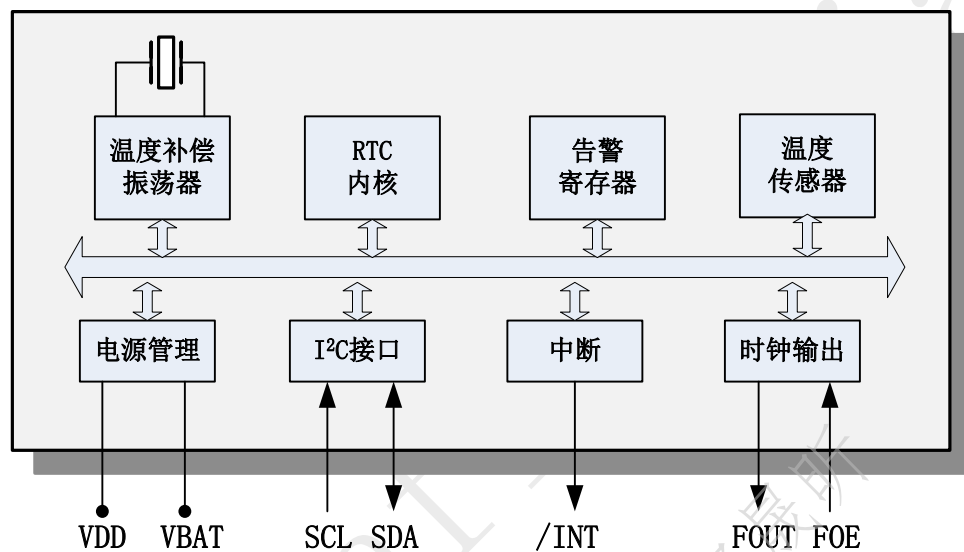 温度补偿
振荡器
RTC
内核
告警
寄存器
温度
传感器
电源管理
I²C接口
中断
时钟输出
VDD
VBAT
SCL
SDA
/INT
FOUT
FOE